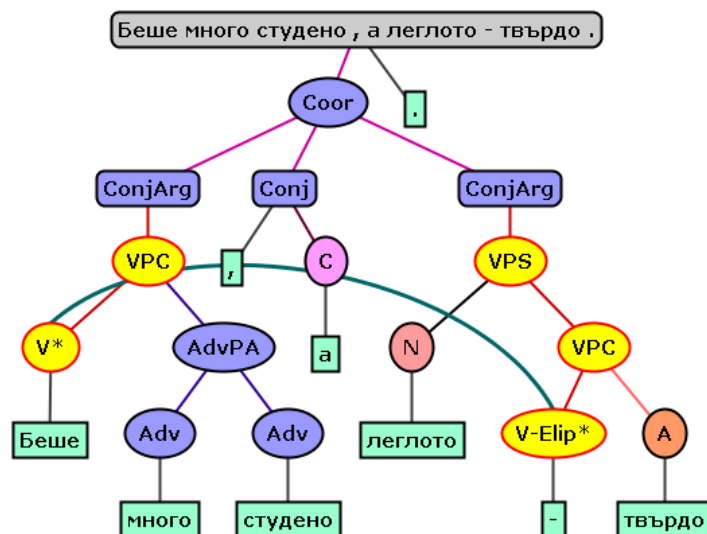 Беше много студено , а леглото - твърдо .
Coor
.
ConjArg
Conj
ConjArg
VPC
,
C
VPS
V*
AdvPA
а
N
VPC
Беше
Adv
Adv
леглото
V-Elip*
A
много
студено
-
твърдо